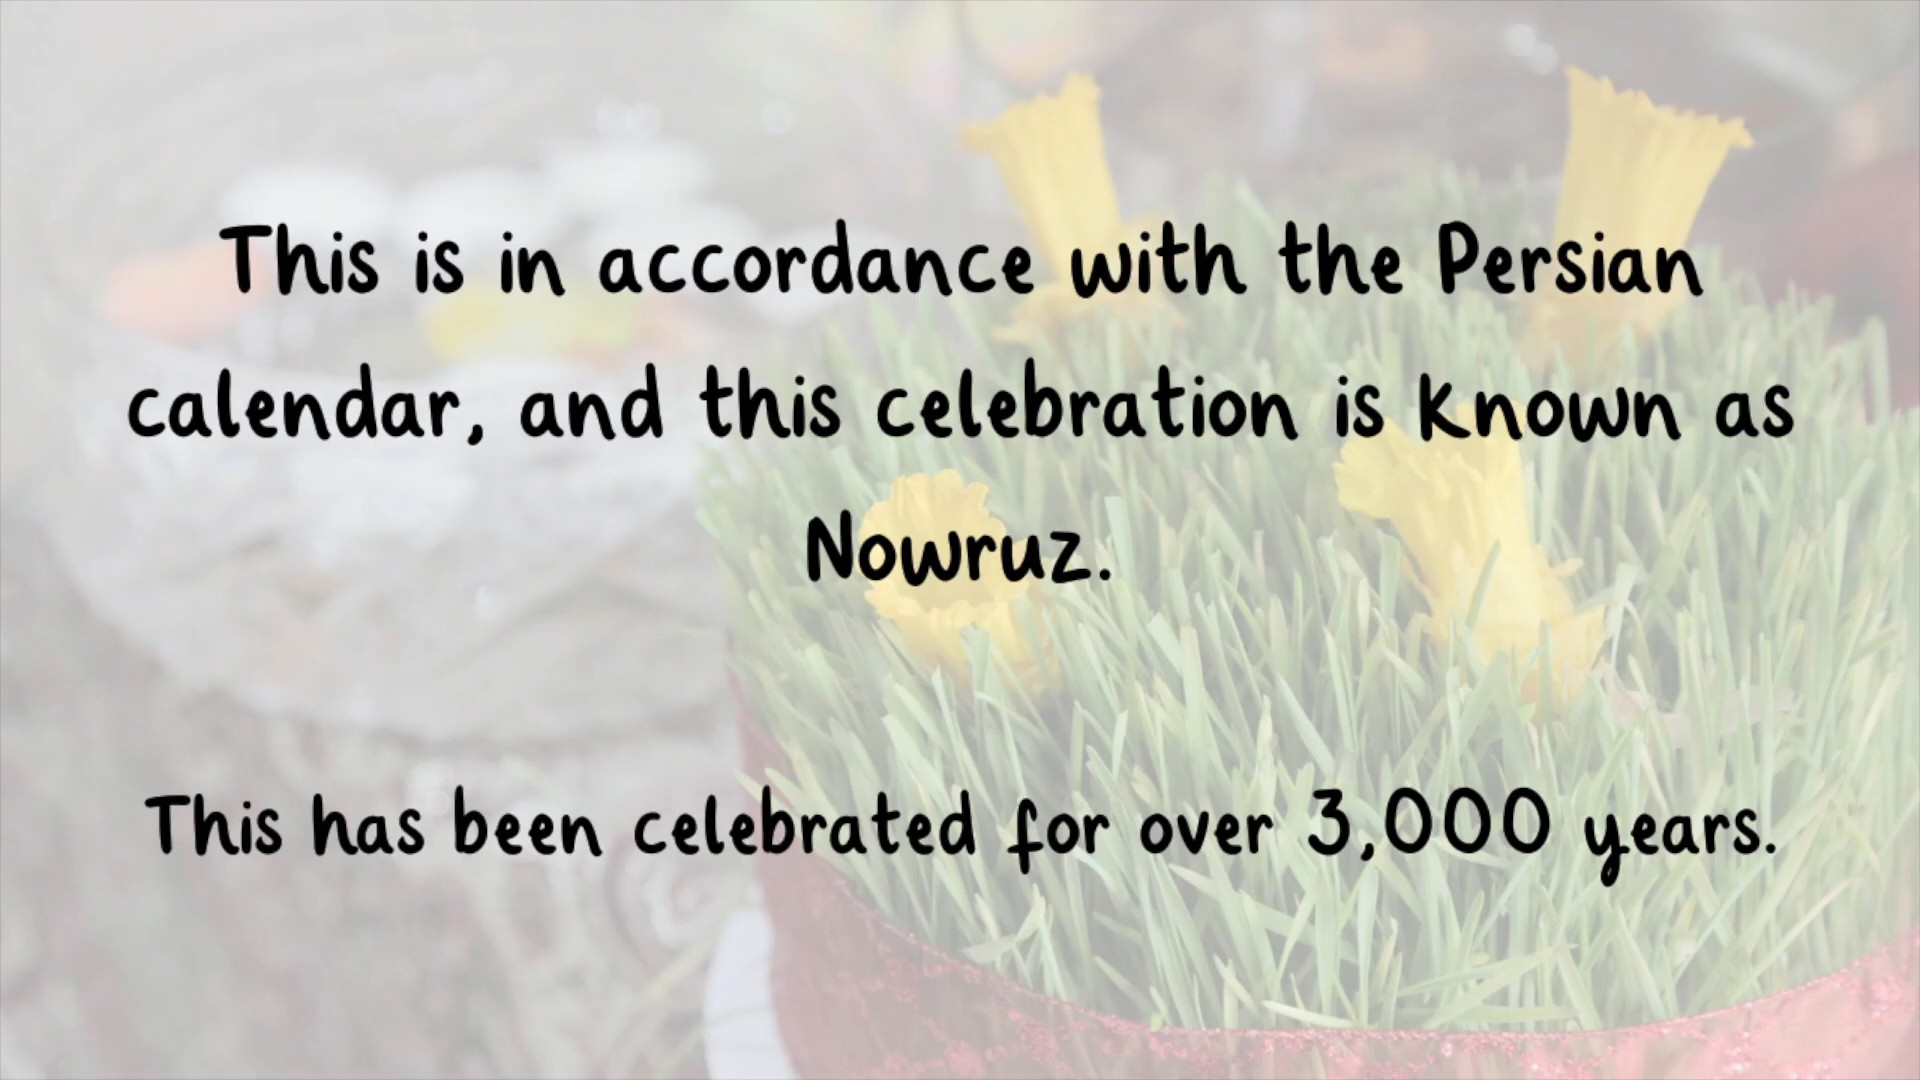 This is in accordance with the Persian
calendar, and this celebration is known as
Nowruz.
This has been celebrated for over 3,000 years.